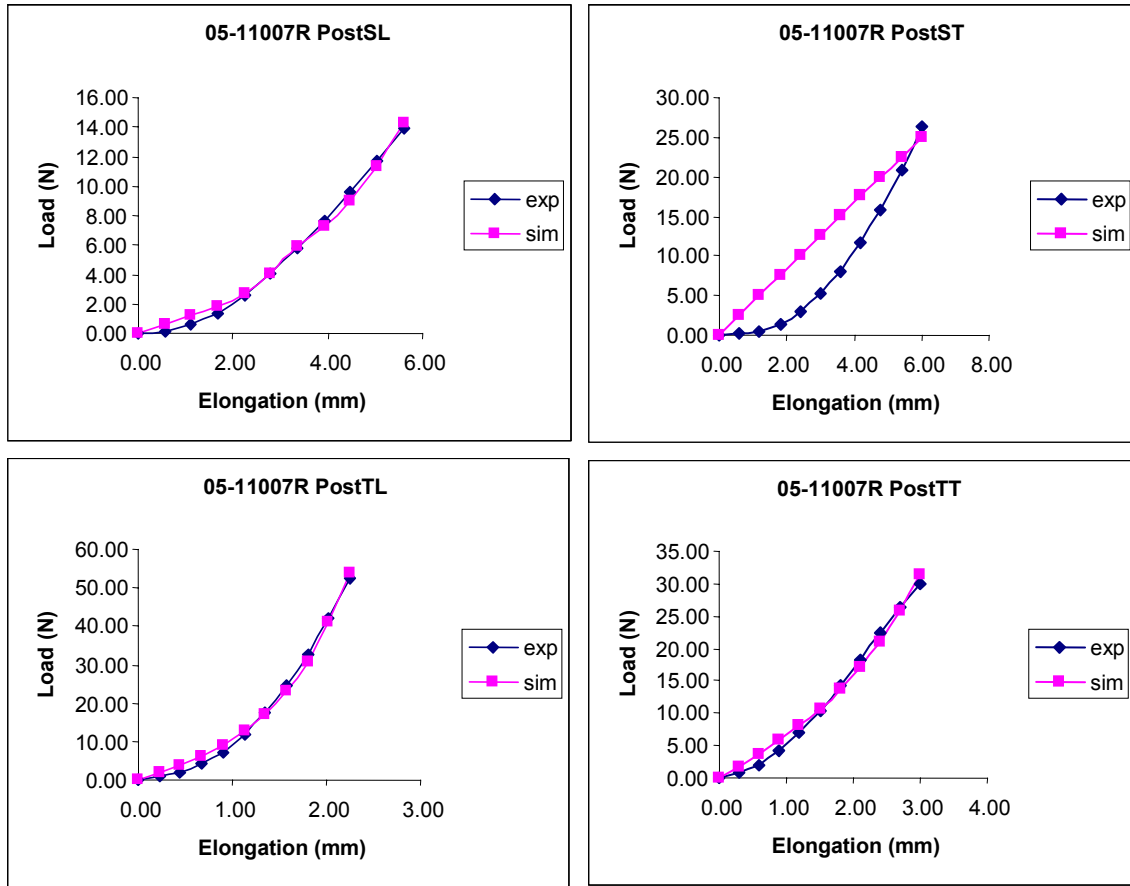 05-11007R PostSL
16.00
14.00
12.00
10.00
8.00
6.00
4.00
2.00
0.00
0.00 2.00 4.00 6.00
Load (N)
Elongation (mm)
exp
sim
05-11007R PostST
30.00
25.00
20.00
15.00
10.00
5.00
0.00
0.00 2.00 4.00 6.00 8.00
Load (N)
Elongation (mm)
exp
sim
05-11007R PostTL
60.00
50.00
40.00
30.00
20.00
10.00
0.00
0.00 1.00 2.00 3.00
Load (N)
Elongation (mm)
exp
sim
05-11007R PostTT
35.00
30.00
25.00
20.00
15.00
10.00
5.00
0.00
0.00 1.00 2.00 3.00 4.00
Load (N)
Elongation (mm)
exp
sim